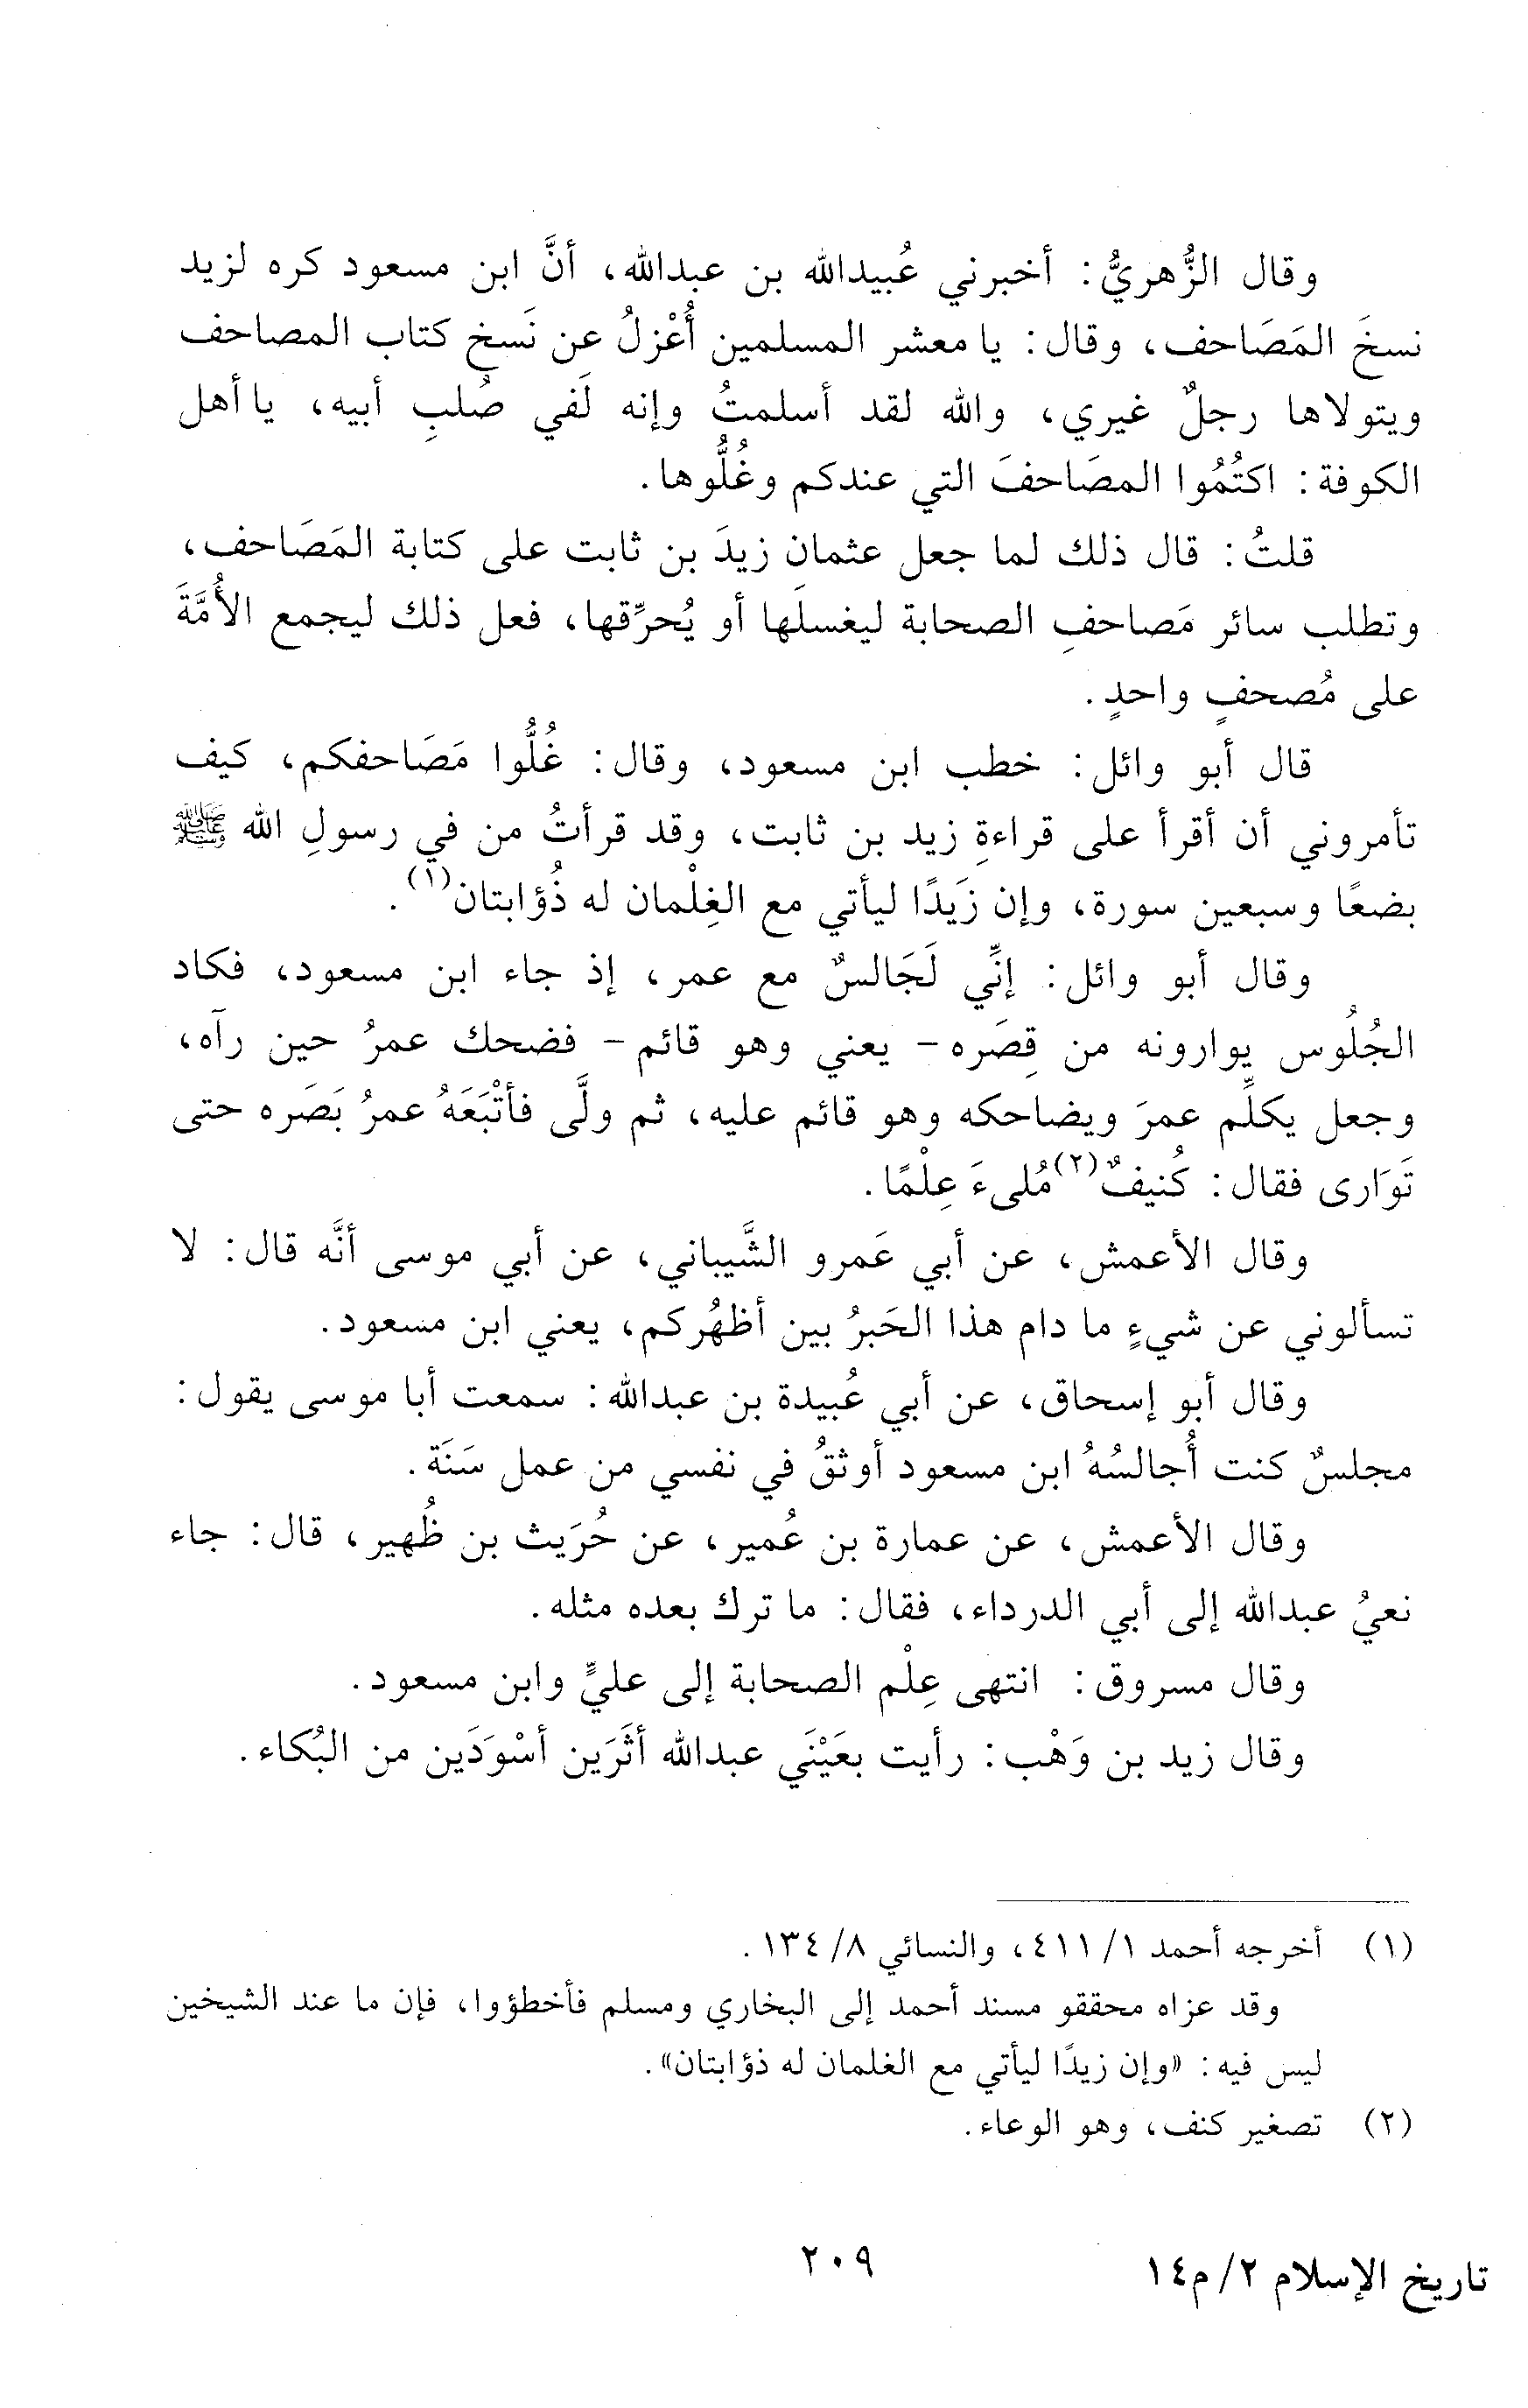 وقال الزُّهريُّ: أخبرني عُبيدالله بن عبدالله، أنَّ ابن مسعود كره لزيد
نسخَ المَصَاحف، وقال: يا معشر المسلمين أُعْزلُ عن نَسخ كتاب المصاحف
ويتولاها رجلٌ غيري، والله لقد أسلمتُ وإنه لَفي صُلبِ أبيه، يا أهل
الكوفة: اكتُمُوا المصَاحفَ التي عندكم وغُلُّوها.
قلتُ: قال ذلك لما جعل عثمان زيدَ بن ثابت على كتابة المَصَاحف،
وتطلب سائر مَصاحفِ الصحابة ليغسلَها أو يُحرِّقها، فعل ذلك ليجمع الأُمَّةَ
على مُصحفٍ واحدٍ.
قال أبو وائل: خطب ابن مسعود، وقال: غُلُّوا مَصَاحفكم، كيف
تأمروني أن أقرأ على قراءةِ زيد بن ثابت، وقد قرأتُ من في رسولِ الله ﷺ
بضعًا وسبعين سورة، وإن زَيدًا ليأتي مع الغِلْمان له ذُؤابتان(١).
وقال أبو وائل: إنِّي لَجَالسٌ مع عمر، إذ جاء ابن مسعود، فكاد
الجُلُوس يوارونه من قِصَره - يعني وهو قائم - فضحك عمرُ حين رآه،
وجعل يكلِّم عمرَ ويضاحكه وهو قائم عليه، ثم ولَّى فأتْبَعَهُ عمرُ بَصَره حتى
تَوَارى فقال: كُنيفٌ(٢) مُلىءَ عِلْمًا.
وقال الأعمش، عن أبي عَمرو الشَّيباني، عن أبي موسى أنَّه قال: لا
تسألوني عن شيءٍ ما دام هذا الحَبرُ بين أظهُركم، يعني ابن مسعود.
وقال أبو إسحاق، عن أبي عُبيدة بن عبدالله: سمعت أبا موسى يقول:
مجلسٌ كنت أُجالسُهُ ابن مسعود أوثقُ في نفسي من عمل سَنَة.
وقال الأعمش، عن عمارة بن عُمير، عن حُرَيث بن ظُهير، قال: جاء
نعيُ عبدالله إلى أبي الدرداء، فقال: ما ترك بعده مثله.
وقال مسروق: انتهى عِلْم الصحابة إلى عليٍّ وابن مسعود.
وقال زيد بن وَهْب: رأيت بعَيْنَي عبدالله أثَرَين أسْوَدَين من البُكاء.
(١) أخرجه أحمد ١/ ٤١١، والنسائي ٨/ ١٣٤.
وقد عزاه محققو مسند أحمد إلى البخاري ومسلم فأخطؤوا، فإن ما عند الشيخين
ليس فيه: «وإن زيدًا ليأتي مع الغلمان له ذؤابتان».
(٢) تصغير كنف، وهو الوعاء.
٢٠٩
تاريخ الإسلام ٢/ م١٤